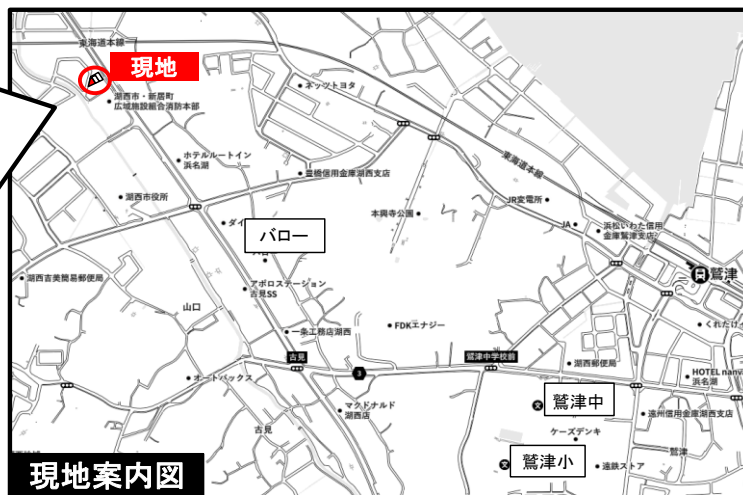 東海道本線
現地
湖西市・新居町
広域施設組合消防本部
ネッツトヨタ
ホテルルートイン
浜名湖
豊橋信用金庫湖西支店
東海道本線
湖西市役所
JR変電所
本興寺公園
JA
浜松いわた信用
金庫鷲津支店
ダイ
バロー
鷲津
湖西吉美簡易郵便局
アポロステーション
古見SS
山口
くれたけ
一条工務店湖西
FDKエナジー
古見
鷲津中学校前
湖西郵便局
3
HOTEL nanv
浜名湖
オートバックス
マクドナルド
湖西店
鷲津中
遠州信用金庫湖西支店
古見
ケーズデンキ
鷲津
鷲津小
遠鉄ストア
現地案内図